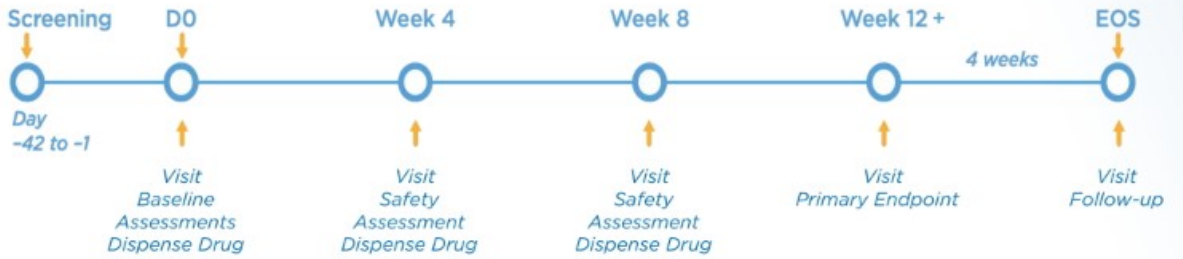 Screening
D0
Week 4
Week 8
Week 12 +
EOS
4 weeks
Day
-42 to -1
Visit
Baseline
Assessments
Dispense Drug
Visit
Safety
Assessment
Dispense Drug
Visit
Safety
Assessment
Dispense Drug
Visit
Primary Endpoint
Visit
Follow-up